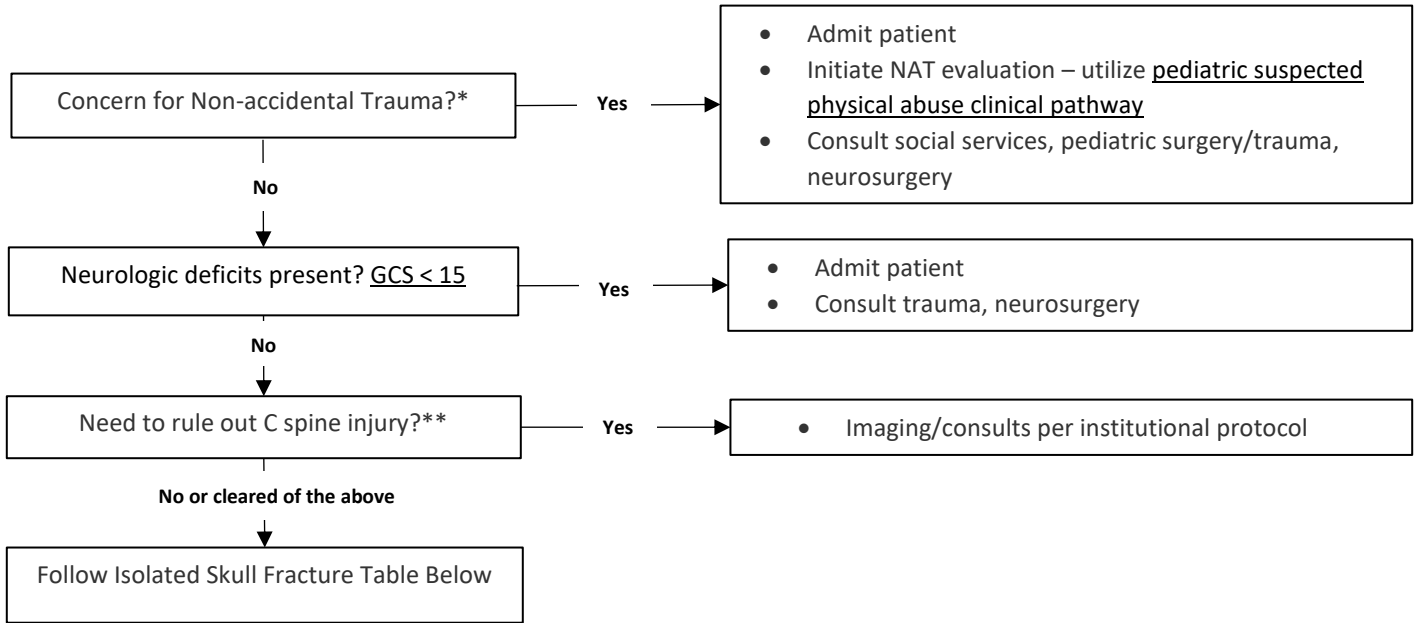 Concern for Non-accidental Trauma?*
Yes
• Admit patient
• Initiate NAT evaluation – utilize pediatric suspected
physical abuse clinical pathway
• Consult social services, pediatric surgery/trauma,
neurosurgery
No
Neurologic deficits present? GCS < 15
Yes
• Admit patient
• Consult trauma, neurosurgery
No
Need to rule out C spine injury?**
Yes
• Imaging/consults per institutional protocol
No or cleared of the above
Follow Isolated Skull Fracture Table Below